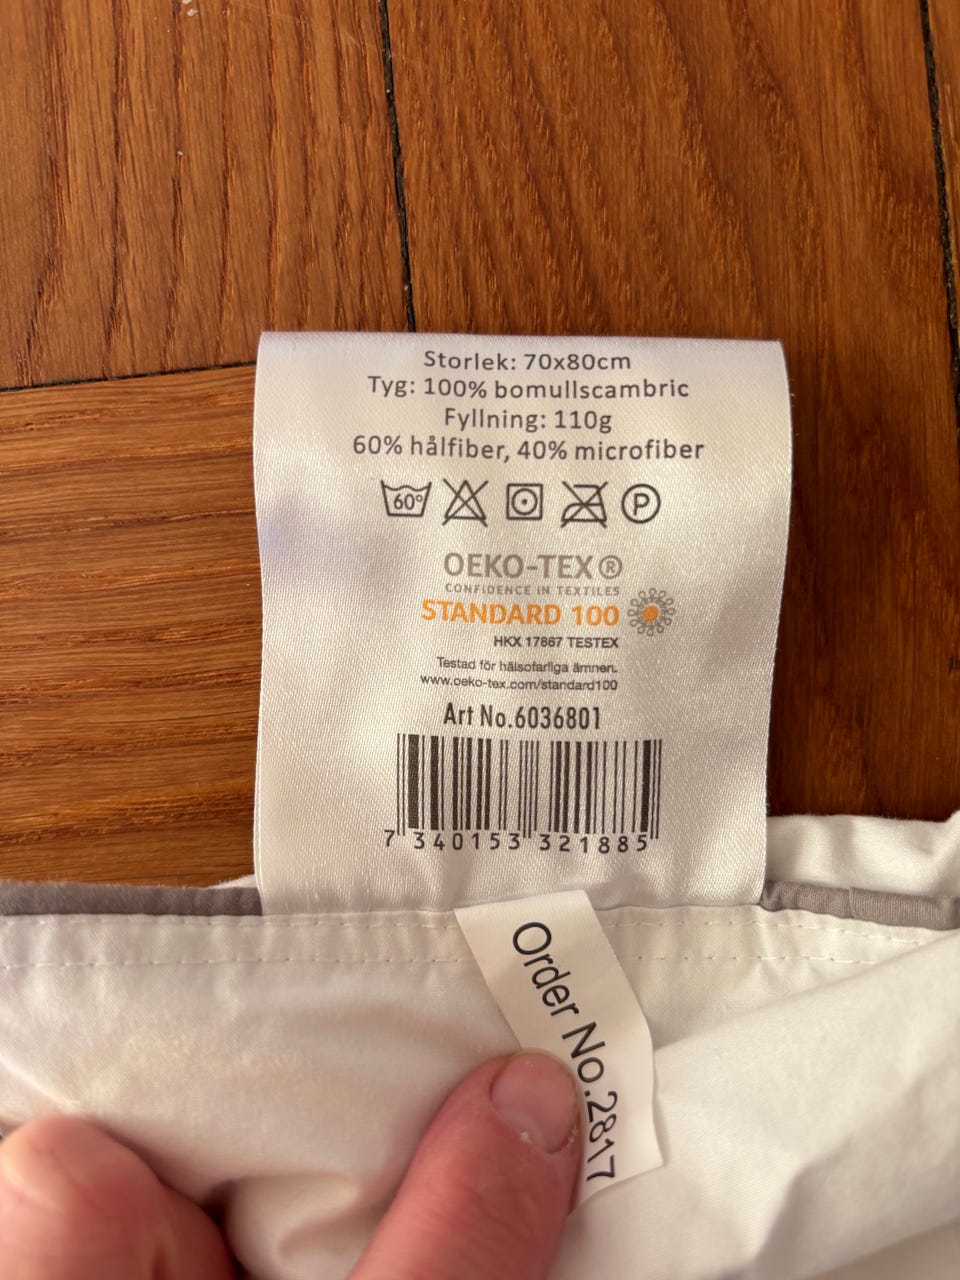 Storlek: 70x80cm
Tyg: 100% bomullscambric
Fyllning: 110g
60% hålfiber, 40% microfiber
60°
P
OEKO-TEX®
CONFIDENCE IN TEXTILES
STANDARD 100
HKX 17867 TESTEX
Testad för hälsofarliga ämnen.
www.oeko-tex.com/standard100
Art No.6036801
7 340153 321885
Order No.2817